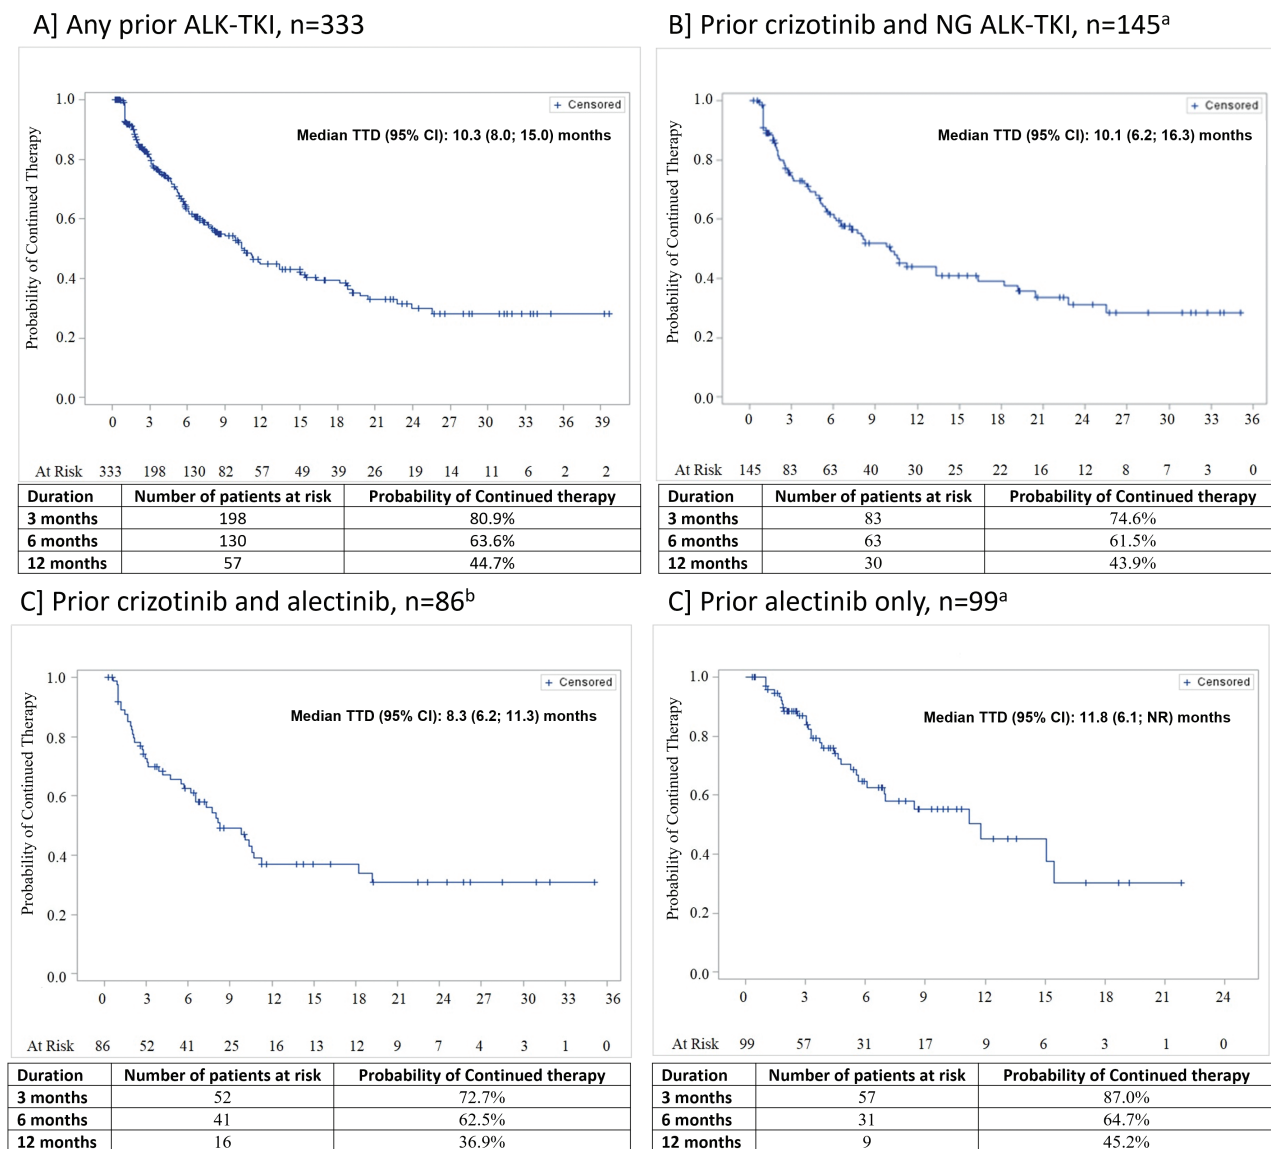 A] Any prior ALK-TKI, n=333
Censored
Median TTD (95% CI): 10.3 (8.0; 15.0) months
Probability of Continued Therapy
1.0
0.8
0.6
0.4
0.2
0.0
0 3 6 9 12 15 18 21 24 27 30 33 36 39
At Risk 333 198 130 82 57 49 39 26 19 14 11 6 2 2
Duration Number of patients at risk Probability of Continued therapy
3 months 198 80.9%
6 months 130 63.6%
12 months 57 44.7%
B] Prior crizotinib and NG ALK-TKI, n=145a
Censored
Median TTD (95% CI): 10.1 (6.2; 16.3) months
Probability of Continued Therapy
1.0
0.8
0.6
0.4
0.2
0.0
0 3 6 9 12 15 18 21 24 27 30 33 36
At Risk 145 83 63 40 30 25 22 16 12 8 7 3 0
Duration Number of patients at risk Probability of Continued therapy
3 months 83 74.6%
6 months 63 61.5%
12 months 30 43.9%
C] Prior crizotinib and alectinib, n=86b
Censored
Median TTD (95% CI): 8.3 (6.2; 11.3) months
Probability of Continued Therapy
1.0
0.8
0.6
0.4
0.2
0.0
0 3 6 9 12 15 18 21 24 27 30 33 36
At Risk 86 52 41 25 16 13 12 9 7 4 3 1 0
Duration Number of patients at risk Probability of Continued therapy
3 months 52 72.7%
6 months 41 62.5%
12 months 16 36.9%
C] Prior alectinib only, n=99a
Censored
Median TTD (95% CI): 11.8 (6.1; NR) months
Probability of Continued Therapy
1.0
0.8
0.6
0.4
0.2
0.0
0 3 6 9 12 15 18 21 24
At Risk 99 57 31 17 9 6 3 1 0
Duration Number of patients at risk Probability of Continued therapy
3 months 57 87.0%
6 months 31 64.7%
12 months 9 45.2%